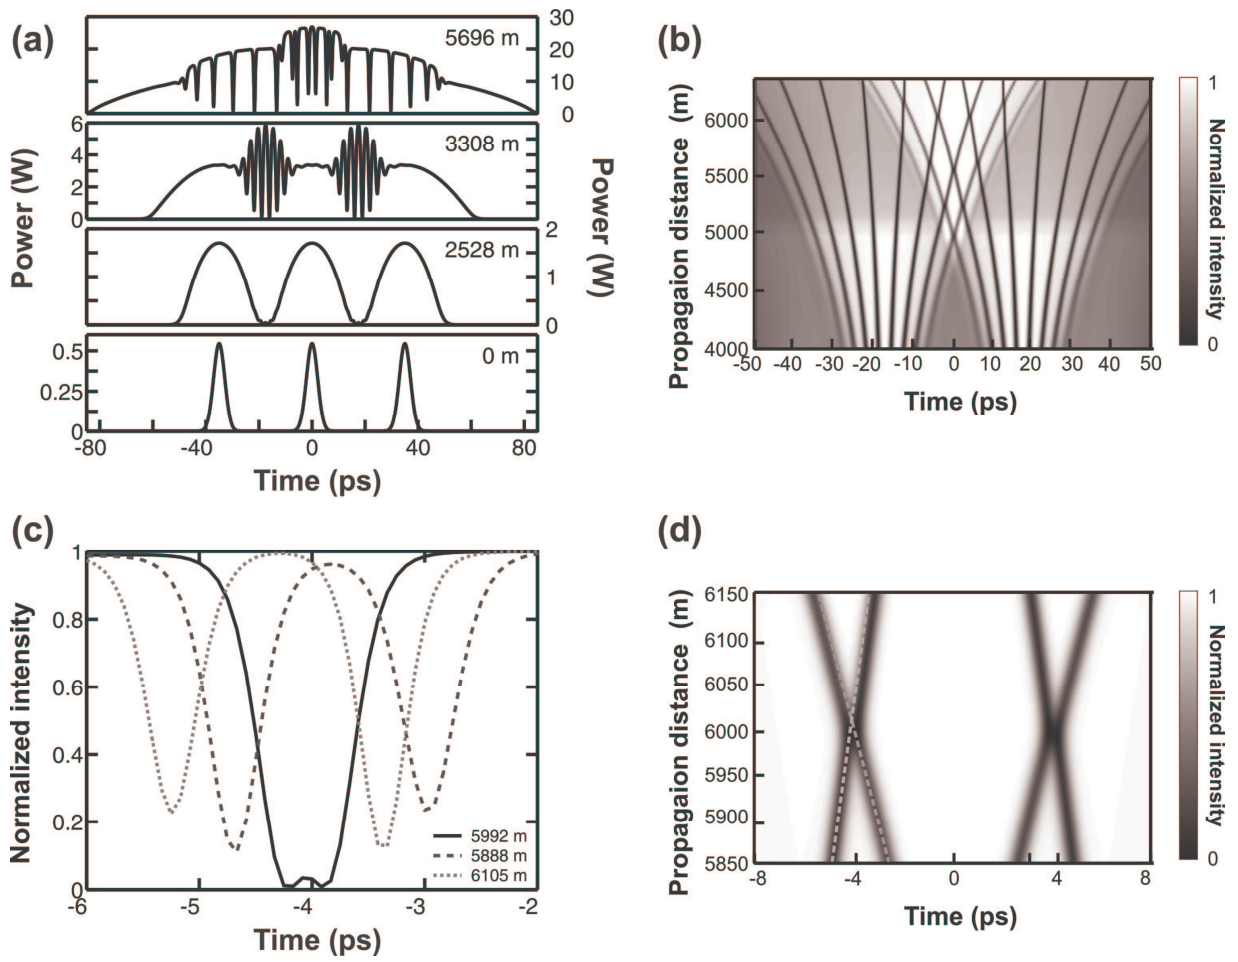 (a)
5696 m
30
20
10
0
6
4
2
0
3308 m
2
1
0
2528 m
0.5
0.25
0
0 m
-80
-40
0
40
80
Time (ps)
Power (W)
Power (W)
(b)
6000
5500
5000
4500
4000
-50
-40
-30
-20
-10
0
10
20
30
40
50
Propagaion distance (m)
Time (ps)
1
0
Normalized intensity
(c)
1
0.8
0.6
0.4
0.2
0
-6
-5
-4
-3
-2
5992 m
5888 m
6105 m
Normalized intensity
Time (ps)
(d)
6150
6100
6050
6000
5950
5900
5850
-8
-4
0
4
8
Propagaion distance (m)
Time (ps)
1
0
Normalized intensity